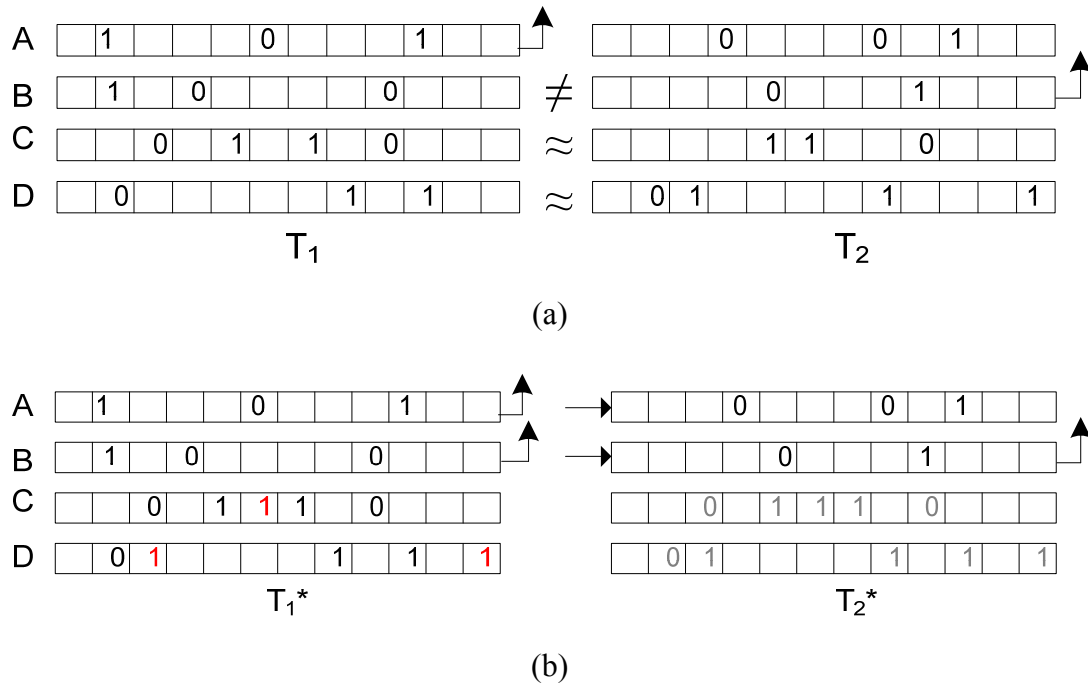 A 1 0 1 0 0 1
B 1 0 0 ≠ 0 1
C 0 1 1 0 ≈ 1 1 0
D 0 1 1 ≈ 0 1 1 1
T1 T2
(a)
A 1 0 1 0 0 1
B 1 0 0 0 1
C 0 1 1 1 0 0 1 1 1 0
D 0 1 1 1 1 0 1 1 1 1
T1* T2*
(b)